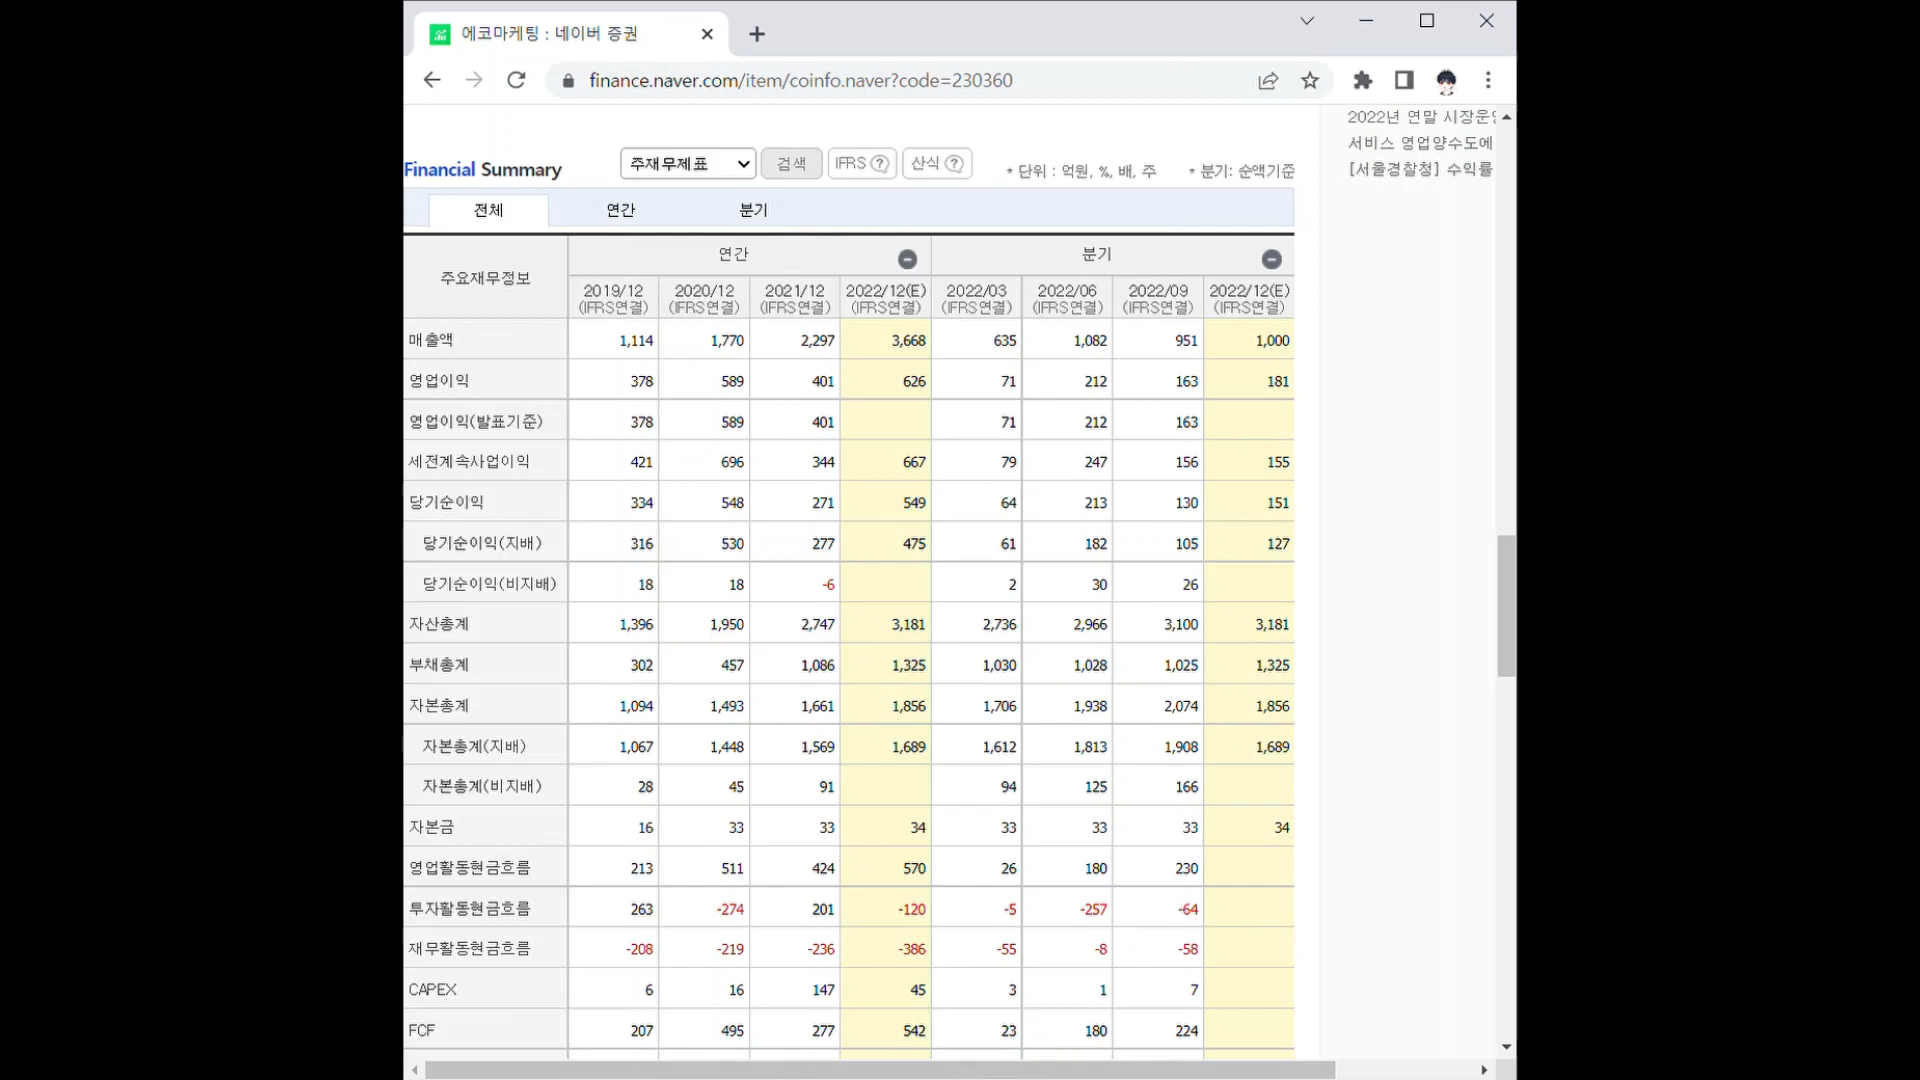 에코마케팅 : 네이버 증권
finance.naver.com/item/coinfo.naver?code=230360
2022년 연말 시장운영
서비스 영업양수도에
[서울경찰청] 수익률
Financial Summary 주재무제표 검색 IFRS ? 산식 ? * 단위 : 억원, %, 배, 주 * 분기: 순액기준
전체 연간 분기
주요재무정보 연간 분기
2019/12 2020/12 2021/12 2022/12(E) 2022/03 2022/06 2022/09 2022/12(E)
(IFRS연결) (IFRS연결) (IFRS연결) (IFRS연결) (IFRS연결) (IFRS연결) (IFRS연결) (IFRS연결)
매출액 1,114 1,770 2,297 3,668 635 1,082 951 1,000
영업이익 378 589 401 626 71 212 163 181
영업이익(발표기준) 378 589 401 71 212 163
세전계속사업이익 421 696 344 667 79 247 156 155
당기순이익 334 548 271 549 64 213 130 151
당기순이익(지배) 316 530 277 475 61 182 105 127
당기순이익(비지배) 18 18 -6 2 30 26
자산총계 1,396 1,950 2,747 3,181 2,736 2,966 3,100 3,181
부채총계 302 457 1,086 1,325 1,030 1,028 1,025 1,325
자본총계 1,094 1,493 1,661 1,856 1,706 1,938 2,074 1,856
자본총계(지배) 1,067 1,448 1,569 1,689 1,612 1,813 1,908 1,689
자본총계(비지배) 28 45 91 94 125 166
자본금 16 33 33 34 33 33 33 34
영업활동현금흐름 213 511 424 570 26 180 230
투자활동현금흐름 263 -274 201 -120 -5 -257 -64
재무활동현금흐름 -208 -219 -236 -386 -55 -8 -58
CAPEX 6 16 147 45 3 1 7
FCF 207 495 277 542 23 180 224